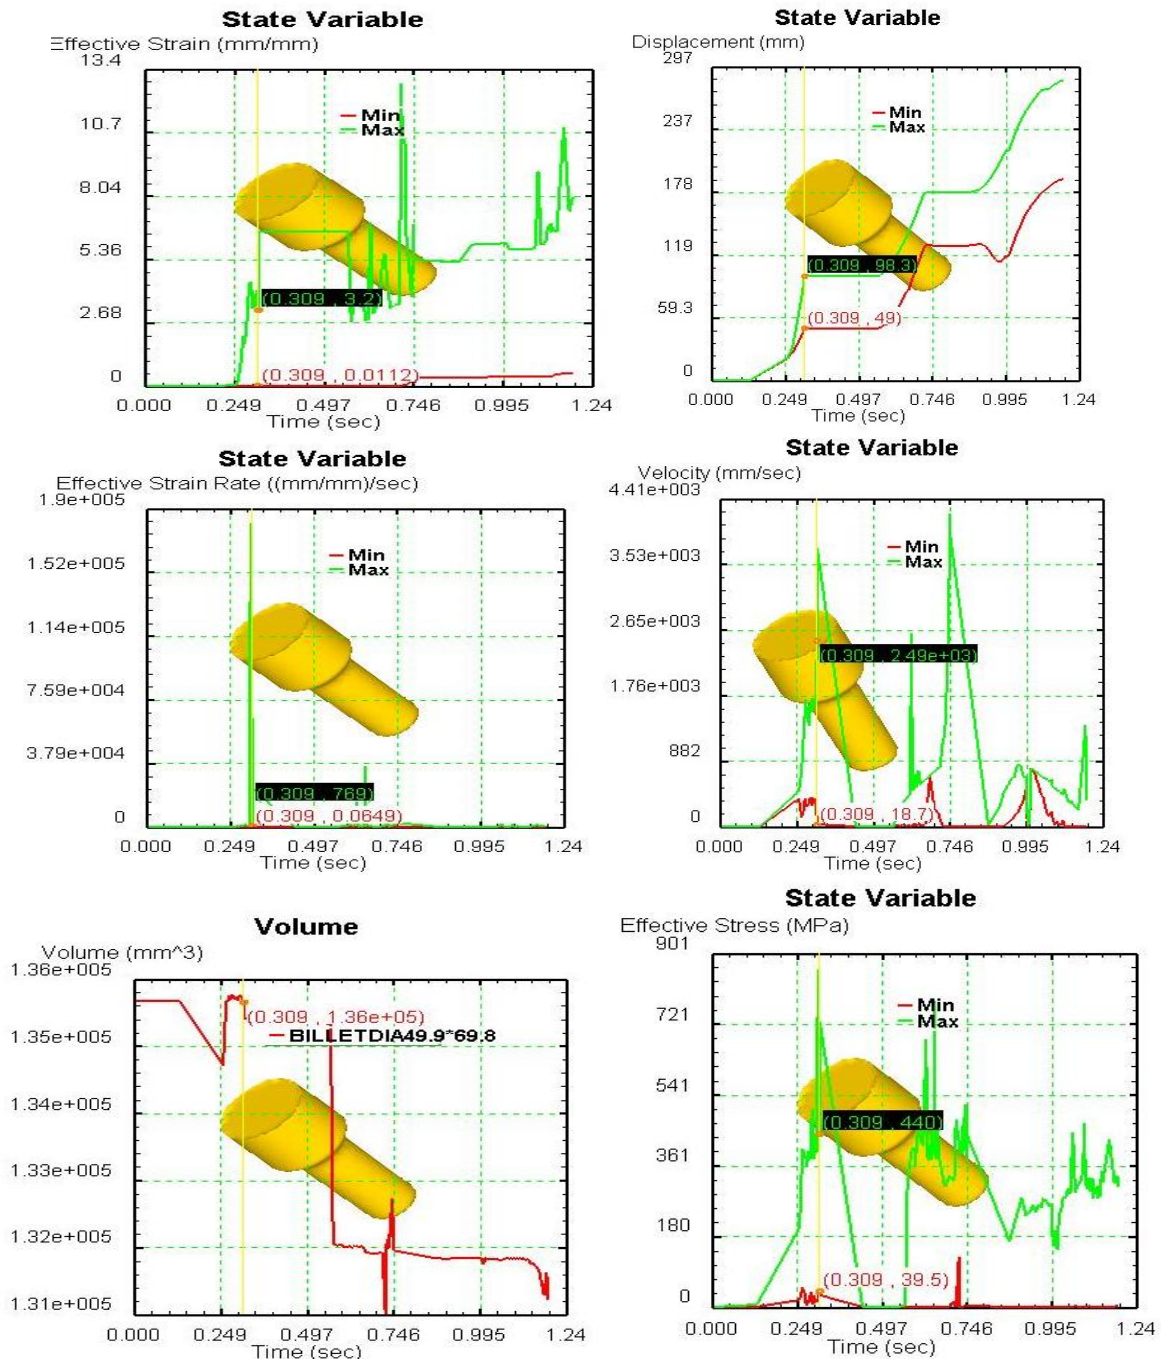 State Variable
Effective Strain (mm/mm)
13.4
10.7
8.04
5.36
2.68
0
Min
Max
(0.309 , 3.2)
(0.309 , 0.0112)
0.000 0.249 0.497 0.746 0.995 1.24
Time (sec)
State Variable
Displacement (mm)
297
237
178
119
59.3
0
Min
Max
(0.309 , 98.3)
(0.309 , 49)
0.000 0.249 0.497 0.746 0.995 1.24
Time (sec)
State Variable
Effective Strain Rate ((mm/mm)/sec)
1.9e+005
1.52e+005
1.14e+005
7.59e+004
3.79e+004
0
Min
Max
(0.309 , 769)
(0.309 , 0.0649)
0.000 0.249 0.497 0.746 0.995 1.24
Time (sec)
State Variable
Velocity (mm/sec)
4.41e+003
3.53e+003
2.65e+003
1.76e+003
882
0
Min
Max
(0.309 , 2.49e+03)
(0.309 , 18.7)
0.000 0.249 0.497 0.746 0.995 1.24
Time (sec)
Volume
Volume (mm^3)
1.36e+005
1.35e+005
1.34e+005
1.33e+005
1.32e+005
1.31e+005
(0.309 , 1.36e+05)
BILLETDIA49.9*69.8
0.000 0.249 0.497 0.746 0.995 1.24
Time (sec)
State Variable
Effective Stress (MPa)
901
721
541
361
180
0
Min
Max
(0.309 , 440)
(0.309 , 39.5)
0.000 0.249 0.497 0.746 0.995 1.24
Time (sec)